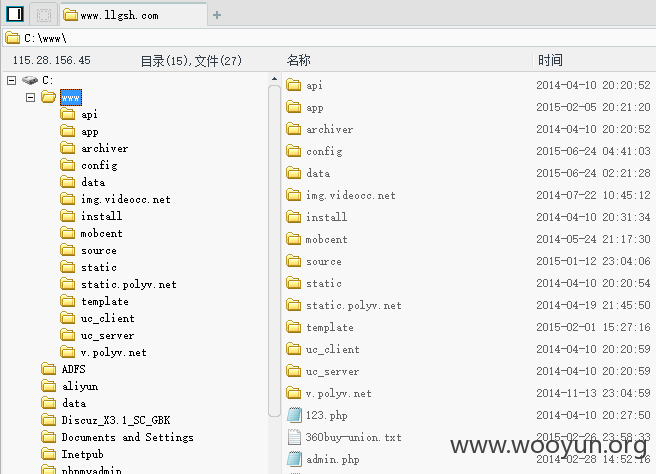 www.llgsh.com
C:\www\
115.28.156.45 目录(15),文件(27) 名称 时间
C:
www
api
app
archiver
config
data
img.videocc.net
install
mobcent
source
static
static.polyv.net
template
uc_client
uc_server
v.polyv.net
ADFS
aliyun
data
Discuz_X3.1_SC_GBK
Documents and Settings
Inetpub
phpmyadmin
api 2014-04-10 20:20:52
app 2015-02-05 20:21:20
archiver 2014-04-10 20:20:52
config 2015-06-24 04:41:03
data 2015-06-24 02:21:28
img.videocc.net 2014-07-22 10:45:12
install 2014-04-10 20:31:34
mobcent 2014-05-24 21:17:30
source 2015-01-12 23:04:06
static 2014-04-10 20:20:54
static.polyv.net 2014-04-19 21:45:50
template 2015-02-01 15:27:16
uc_client 2014-04-10 20:20:59
uc_server 2014-04-10 20:20:59
v.polyv.net 2014-11-13 23:04:59
123.php 2014-04-10 20:27:50
360buy-union.txt 2015-02-26 23:58:33
admin.php 2014-02-28 14:52:16
www.wooyun.org